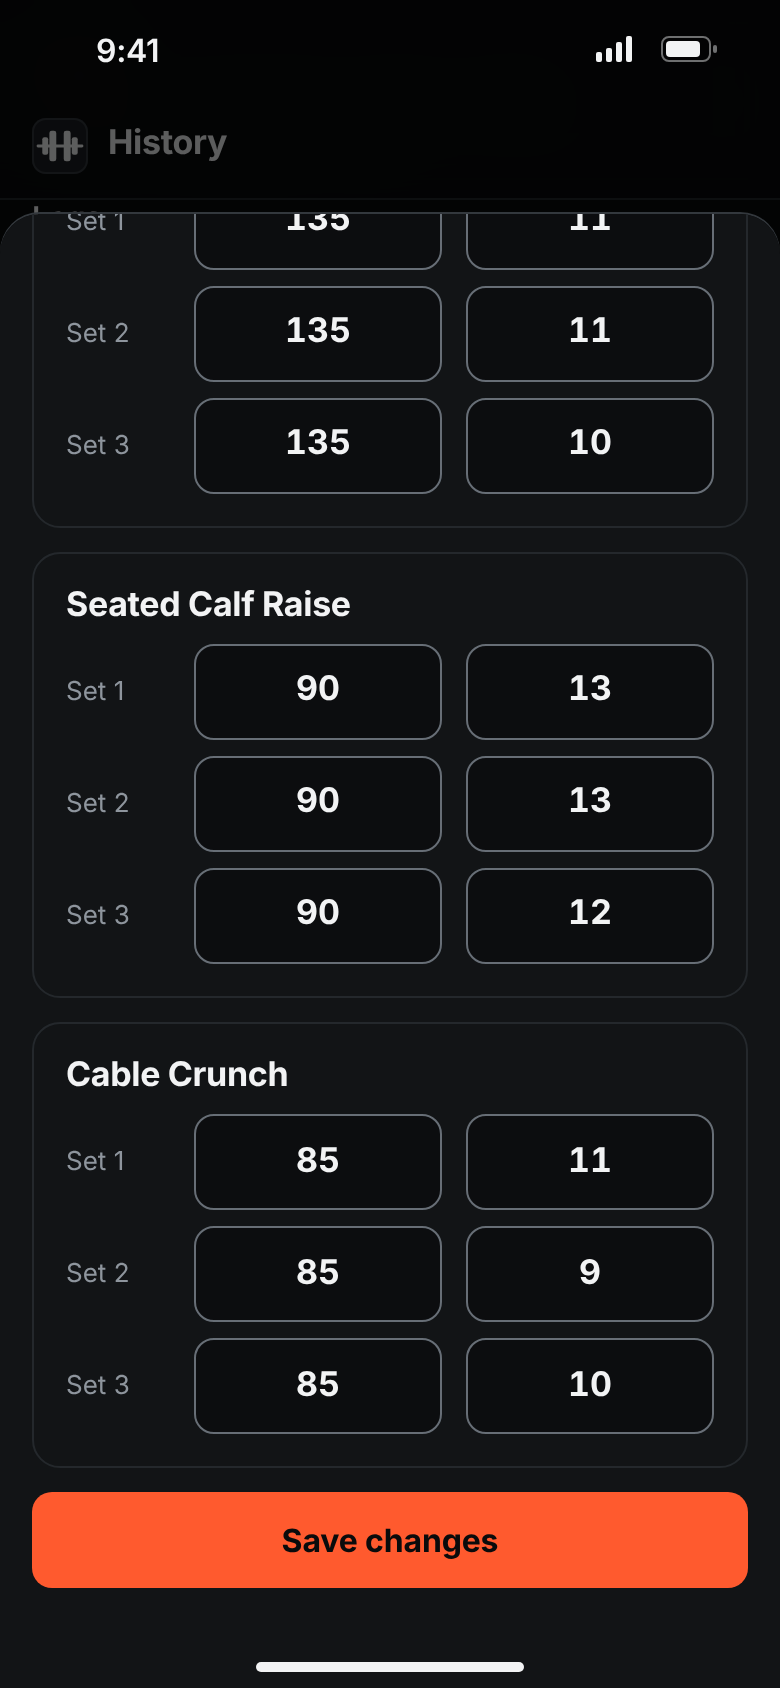 9:41
History
Set 1 135 11
Set 2 135 11
Set 3 135 10
Seated Calf Raise
Set 1 90 13
Set 2 90 13
Set 3 90 12
Cable Crunch
Set 1 85 11
Set 2 85 9
Set 3 85 10
Save changes